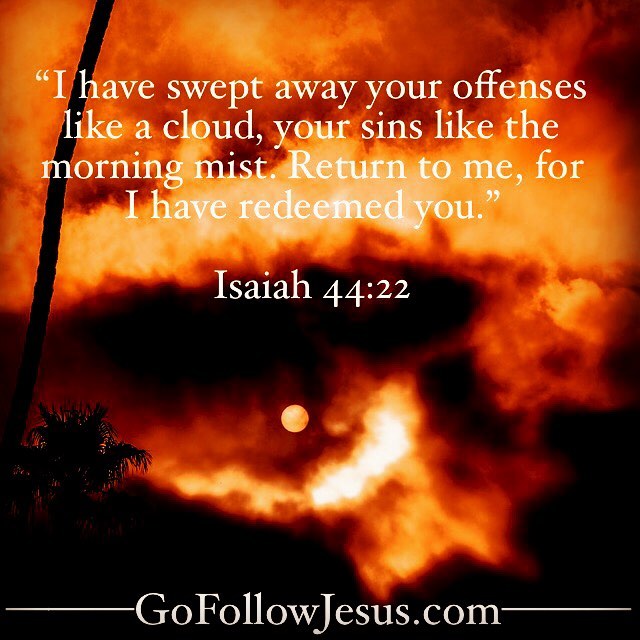 “I have swept away your offenses
like a cloud, your sins like the
morning mist. Return to me, for
I have redeemed you.”
Isaiah 44:22
GoFollowJesus.com